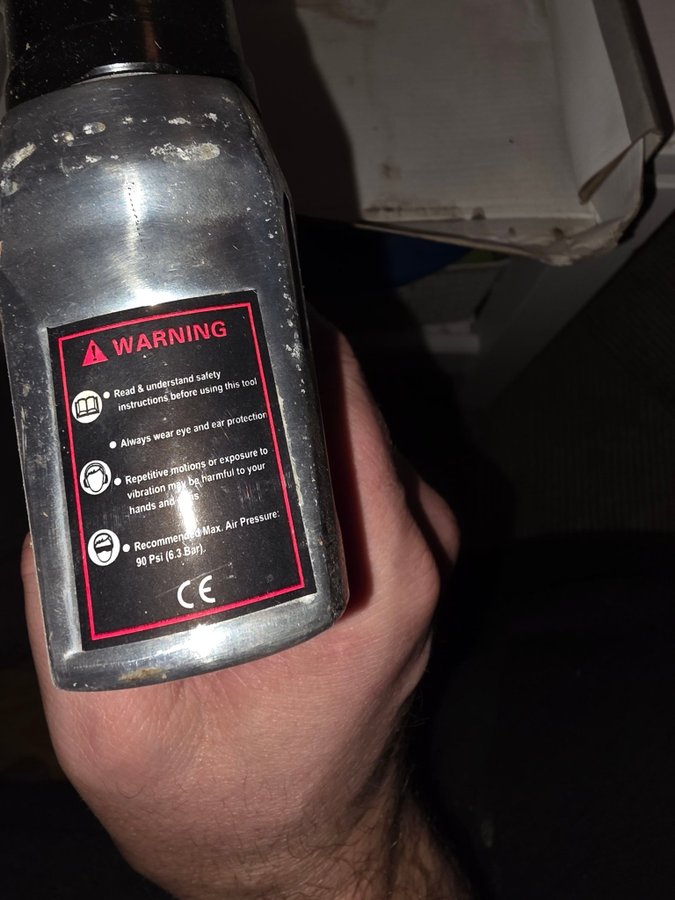 WARNING
Read & understand safety
instructions before using this tool
Always wear eye and ear protection
Repetitive motions or exposure to
vibration may be harmful to your
hands and
Recommended Max. Air Pressure:
90 Psi (6.3 Bar).
CE